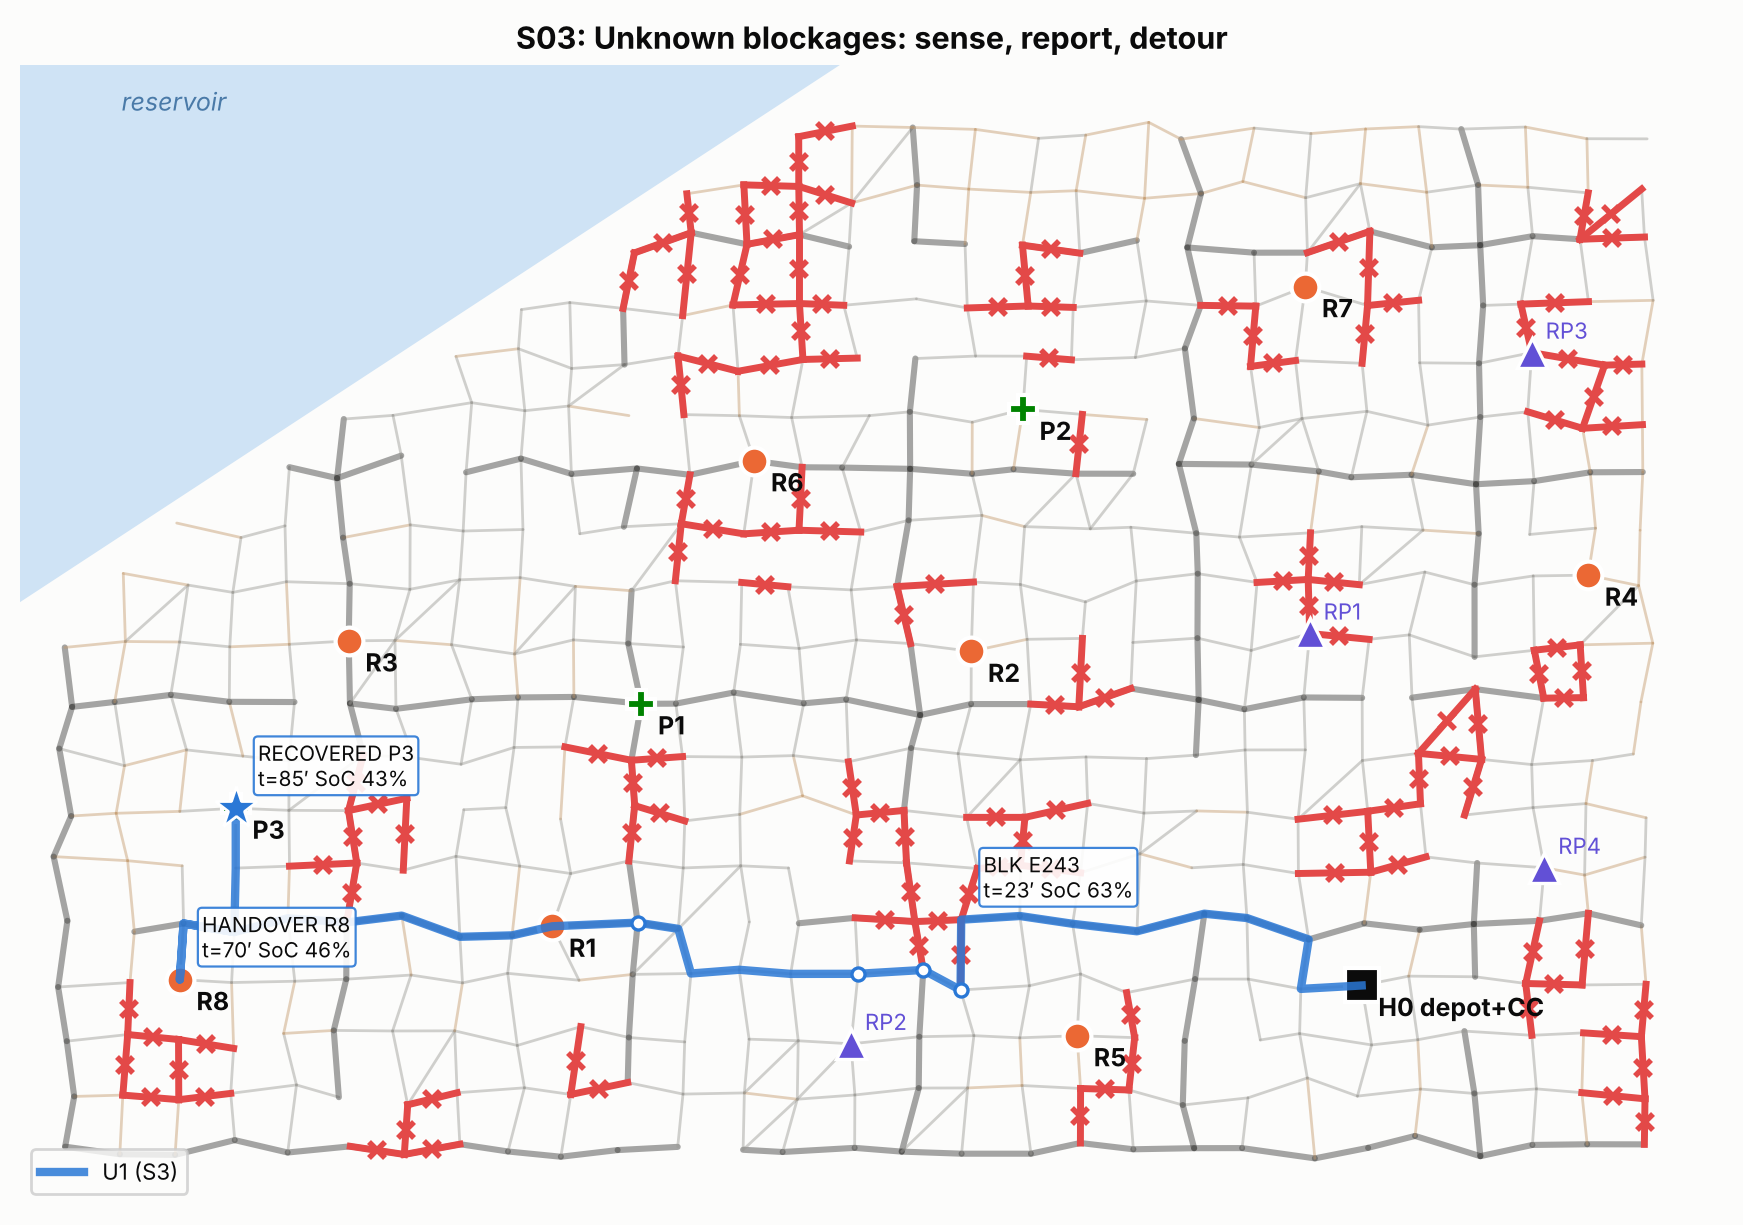 S03: Unknown blockages: sense, report, detour
reservoir
R7
RP3
P2
R6
R4
RP1
R3
R2
P1
RECOVERED P3
t=85′ SoC 43%
P3
RP4
BLK E243
t=23′ SoC 63%
HANDOVER R8
t=70′ SoC 46%
R1
R8
H0 depot+CC
RP2
R5
U1 (S3)